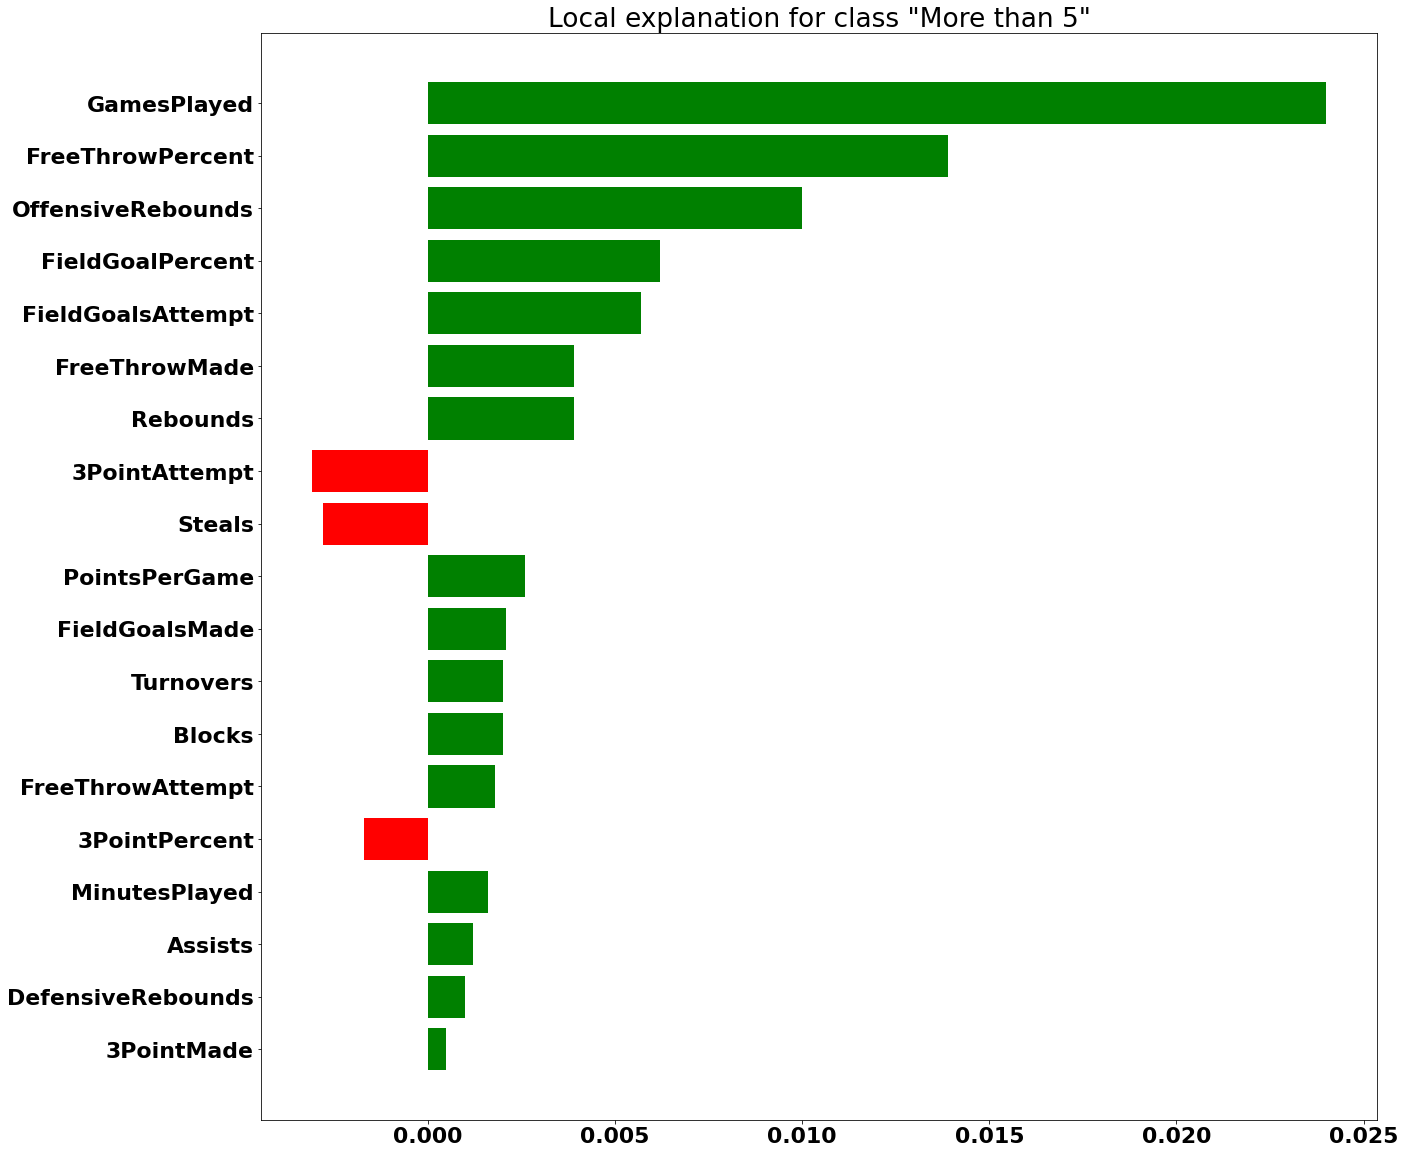 Local explanation for class "More than 5"
GamesPlayed
FreeThrowPercent
OffensiveRebounds
FieldGoalPercent
FieldGoalsAttempt
FreeThrowMade
Rebounds
3PointAttempt
Steals
PointsPerGame
FieldGoalsMade
Turnovers
Blocks
FreeThrowAttempt
3PointPercent
MinutesPlayed
Assists
DefensiveRebounds
3PointMade
0.000 0.005 0.010 0.015 0.020 0.025